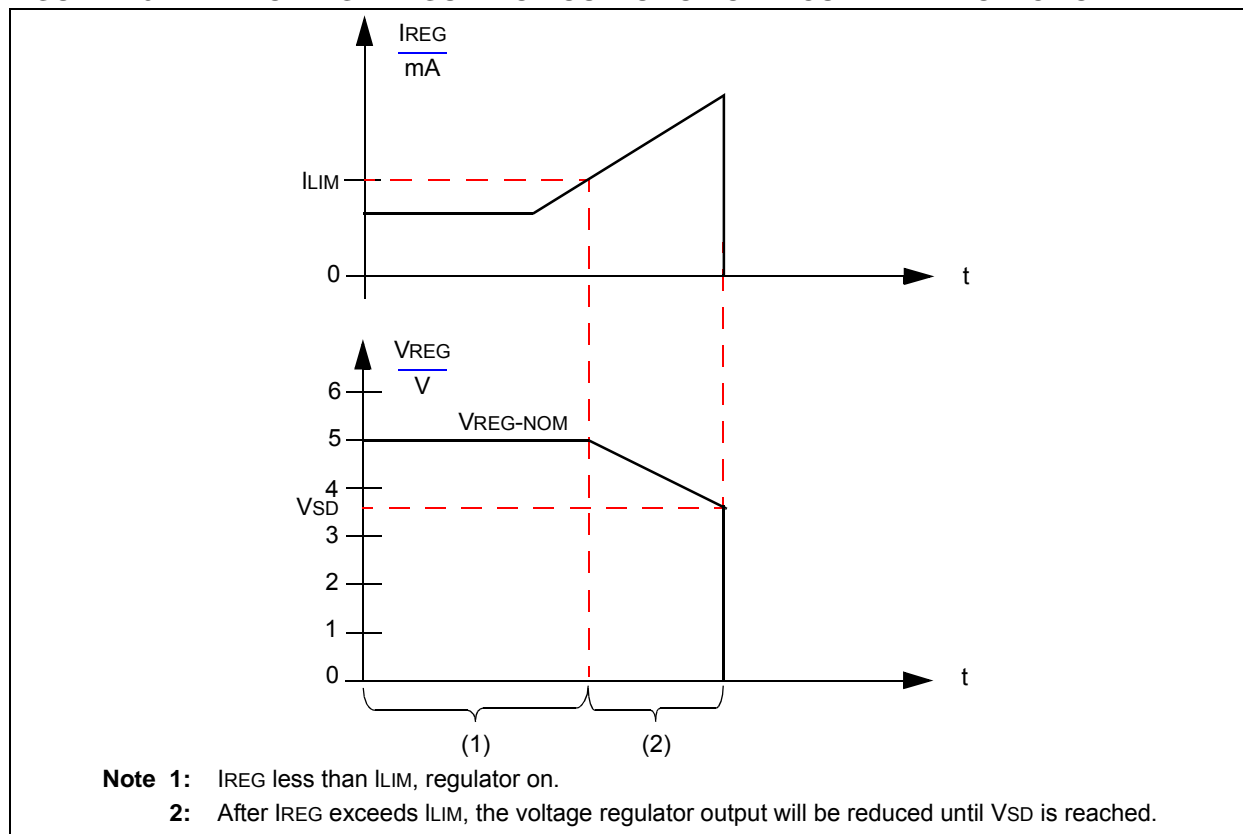 IREG
mA
ILIM
0
t
VREG
V
6
VREG-NOM
5
4
VSD
3
2
1
0
t
(1)
(2)
Note 1: IREG less than ILIM, regulator on.
2: After IREG exceeds ILIM, the voltage regulator output will be reduced until VSD is reached.